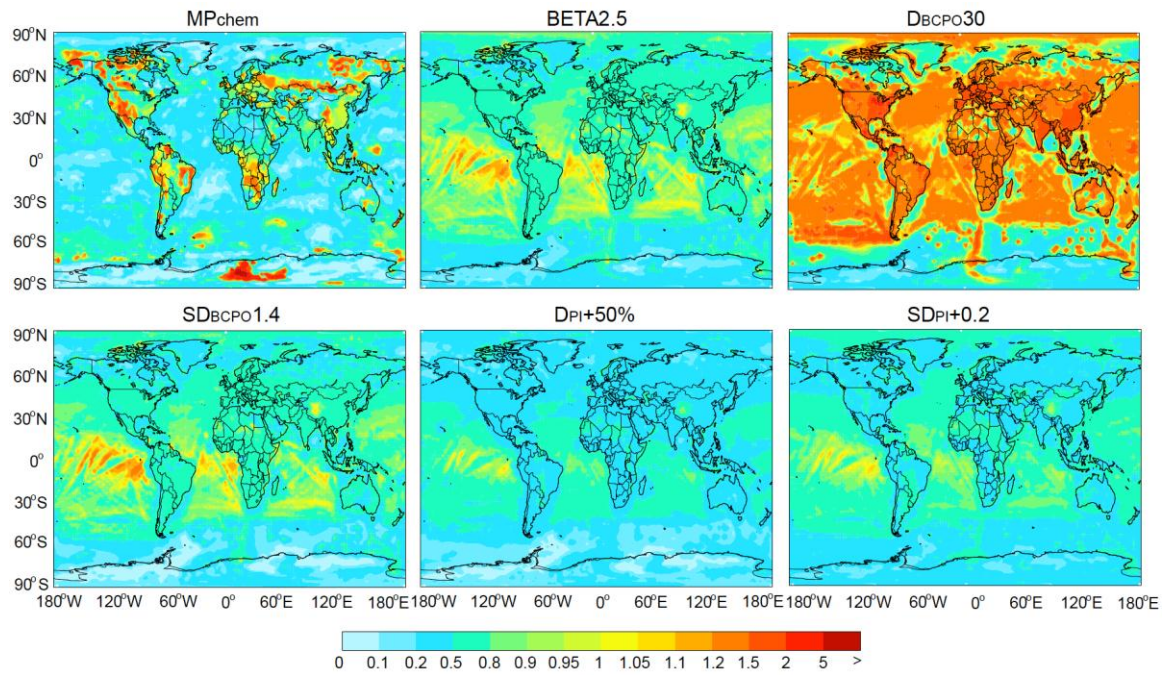 MPchem BETA2.5 DBCPO30
90°N
60°N
30°N
0°
30°S
60°S
90°S
SDBCPO1.4 DPI+50% SDPI+0.2
90°N
60°N
30°N
0°
30°S
60°S
90°S
180°W 120°W 60°W 0° 60°E 120°E 180°W 120°W 60°W 0° 60°E 120°E 180°W 120°W 60°W 0° 60°E 120°E 180°E
0 0.1 0.2 0.5 0.8 0.9 0.95 1 1.05 1.1 1.2 1.5 2 5 >